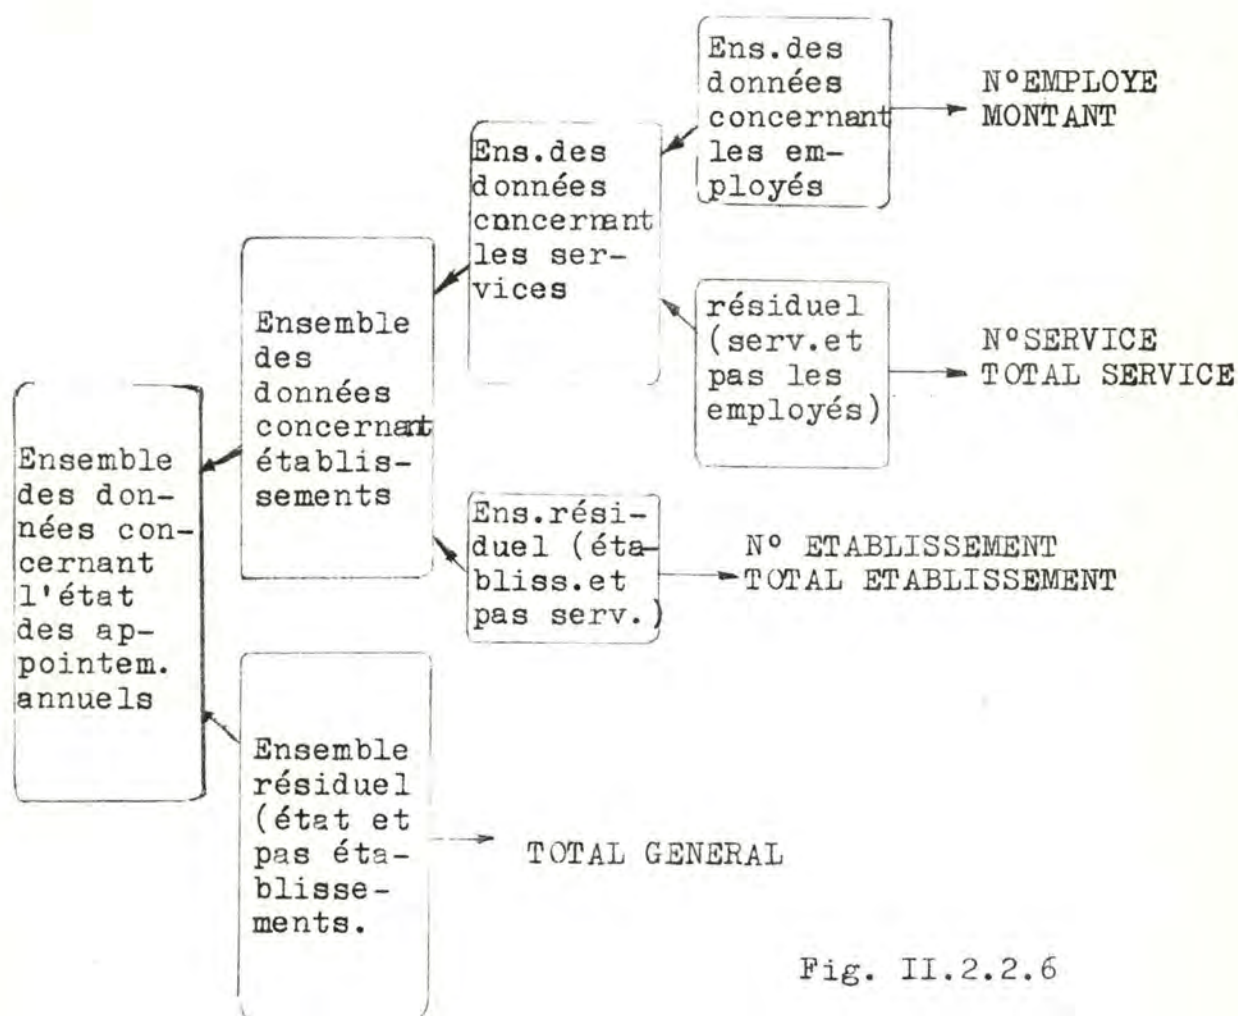 Ens.des
données
concernant
les em-
ployés
N°EMPLOYE
MONTANT
Ens.des
données
concernant
les ser-
vices
résiduel
(serv.et
pas les
employés)
N°SERVICE
TOTAL SERVICE
Ensemble
des
données
concernant
établis-
sements
Ens.rési-
duel (éta-
bliss.et
pas serv.)
N° ETABLISSEMENT
TOTAL ETABLISSEMENT
Ensemble
des don-
nées con-
cernant
l'état
des ap-
pointem.
annuels
Ensemble
résiduel
(état et
pas éta-
blisse-
ments.
TOTAL GENERAL
Fig. II.2.2.6